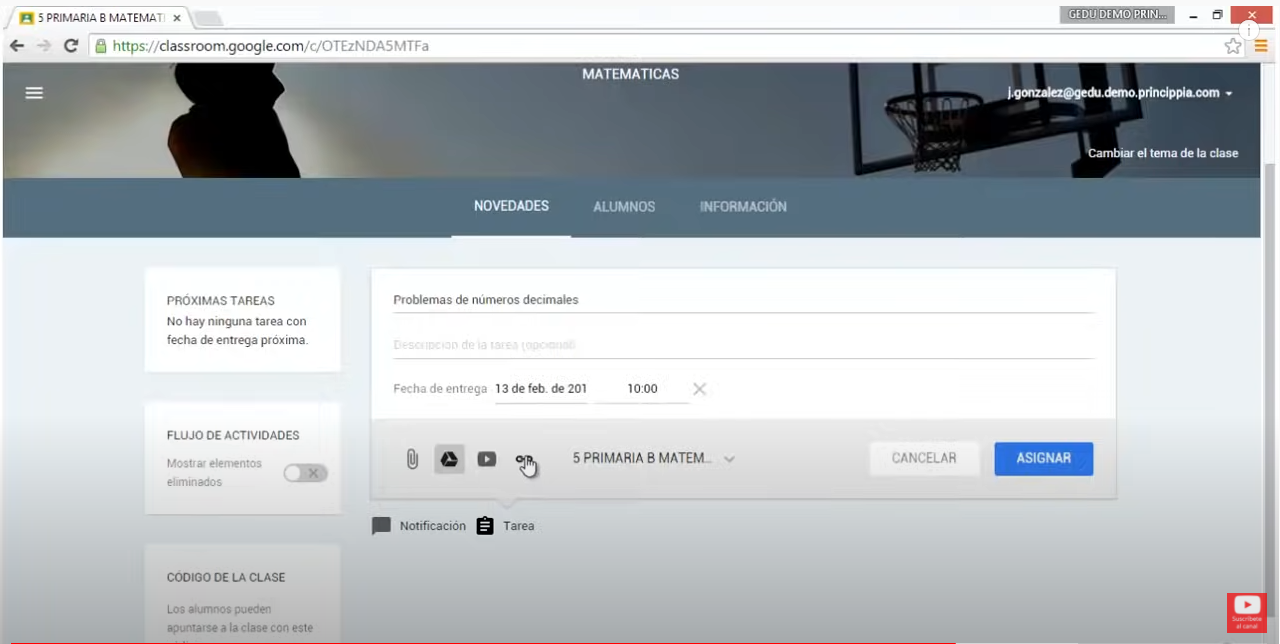 5 PRIMARIA B MATEMAT
GEDU DEMO PRIN...
https://classroom.google.com/c/OTEzNDA5MTFa
MATEMATICAS
j.gonzalez@gedu.demo.princippia.com
Cambiar el tema de la clase
NOVEDADES ALUMNOS INFORMACIÓN
PRÓXIMAS TAREAS
No hay ninguna tarea con
fecha de entrega próxima.
Problemas de números decimales
Descripción de la tarea (opcional)
Fecha de entrega 13 de feb. de 201 10:00
FLUJO DE ACTIVIDADES
Mostrar elementos
eliminados
5 PRIMARIA B MATEM...
CANCELAR
ASIGNAR
Notificación Tarea
CÓDIGO DE LA CLASE
Los alumnos pueden
apuntarse a la clase con este
Suscríbete
al canal